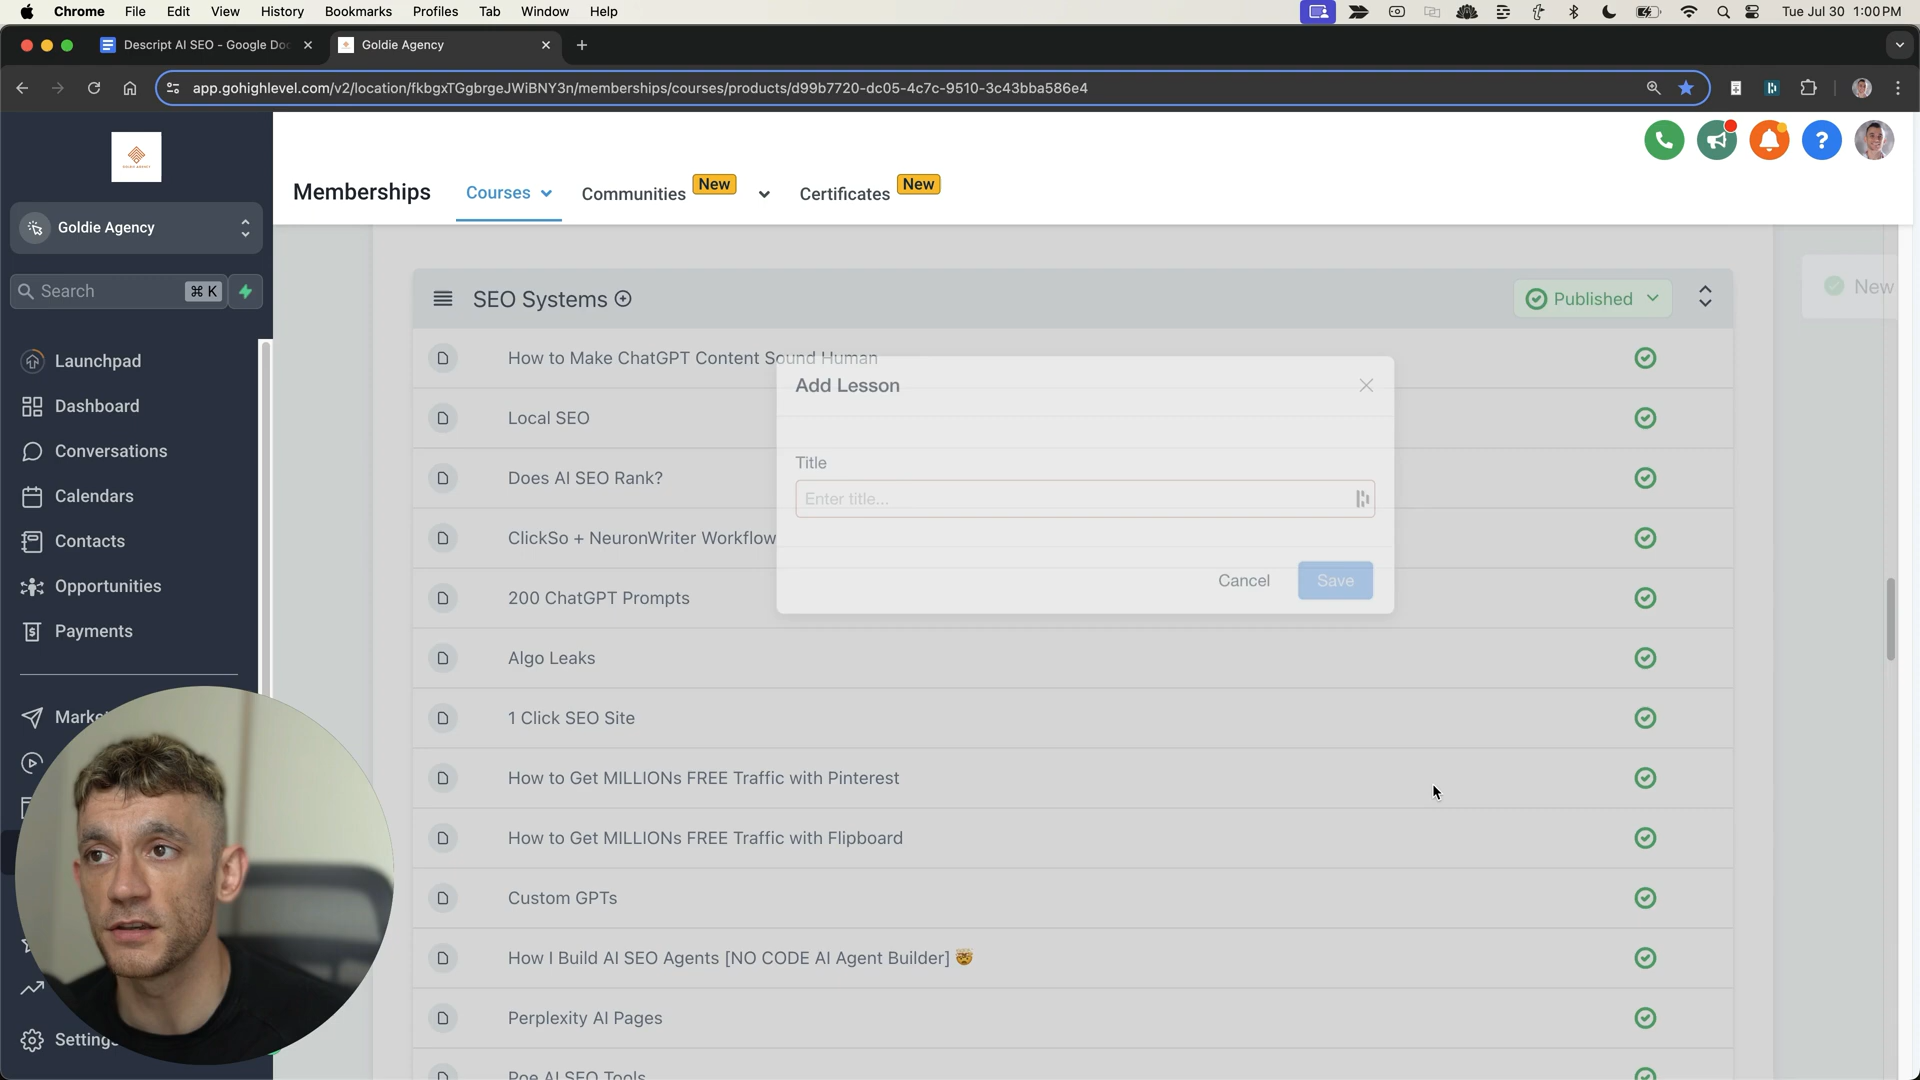 Chrome File Edit View History Bookmarks Profiles Tab Window Help Tue Jul 30 1:00 PM
Descript AI SEO - Google Doc
Goldie Agency
app.gohighlevel.com/v2/location/fkbgxTGgbrgeJWiBNY3n/memberships/courses/products/d99b7720-dc05-4c7c-9510-3c43bba586e4
Memberships Courses Communities New Certificates New
Goldie Agency
Search ⌘ K
Launchpad
Dashboard
Conversations
Calendars
Contacts
Opportunities
Payments
Settings
SEO Systems
Published
New
How to Make ChatGPT Content Sound Human
Local SEO
Does AI SEO Rank?
ClickSo + NeuronWriter Workflow
200 ChatGPT Prompts
Algo Leaks
1 Click SEO Site
How to Get MILLIONs FREE Traffic with Pinterest
How to Get MILLIONs FREE Traffic with Flipboard
Custom GPTs
How I Build AI SEO Agents [NO CODE AI Agent Builder] 🤯
Perplexity AI Pages
Poe AI SEO Tools
Add Lesson
Title
Enter title...
Cancel Save